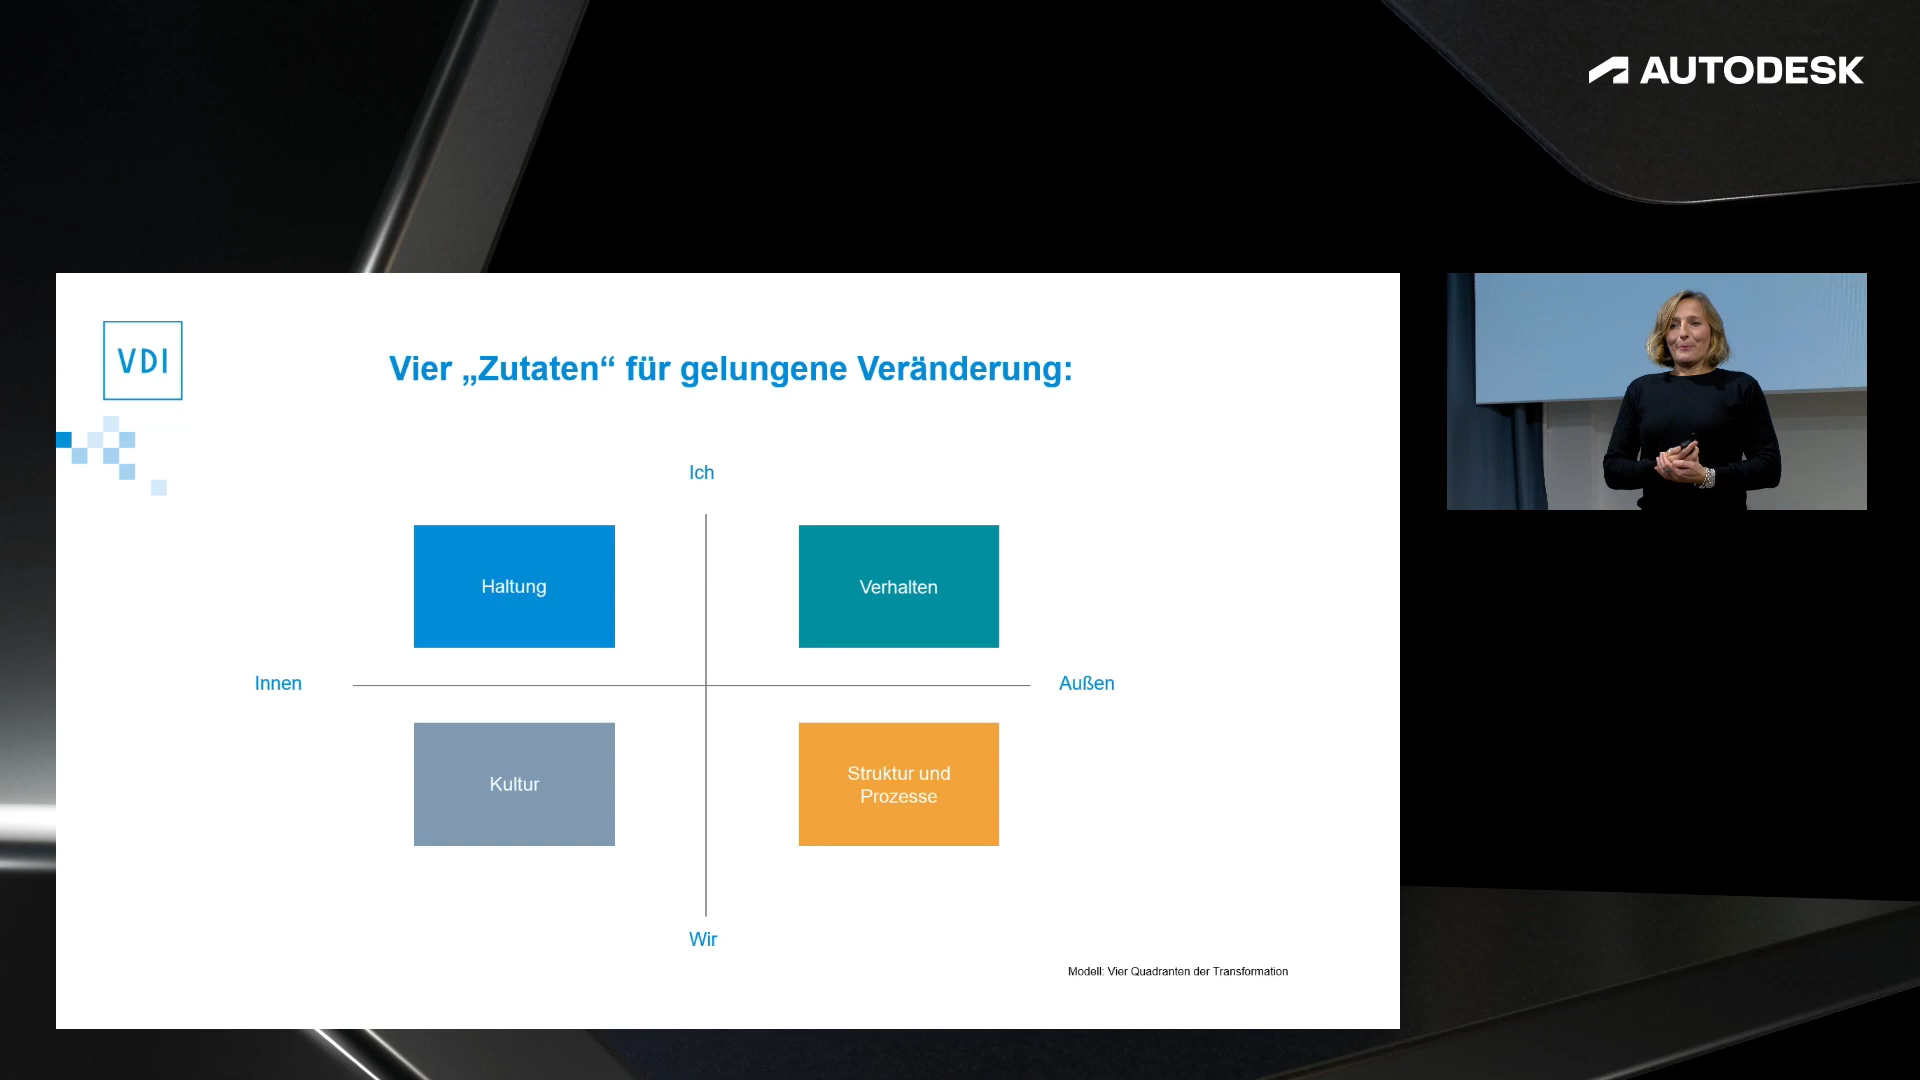 AUTODESK
VDI
Vier „Zutaten“ für gelungene Veränderung:
Ich
Haltung
Verhalten
Innen
Außen
Kultur
Struktur und
Prozesse
Wir
Modell: Vier Quadranten der Transformation